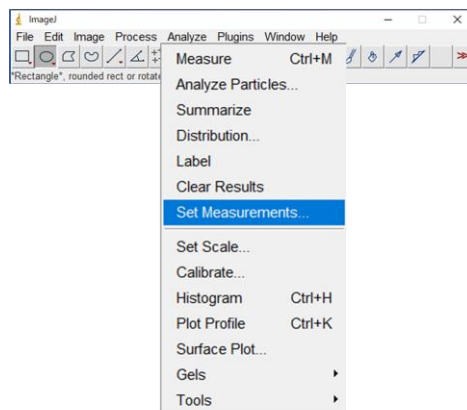 ImageJ
File Edit Image Process Analyze Plugins Window Help
*Rectangle*, rounded rect or rotate
Measure Ctrl+M
Analyze Particles...
Summarize
Distribution...
Label
Clear Results
Set Measurements...
Set Scale...
Calibrate...
Histogram Ctrl+H
Plot Profile Ctrl+K
Surface Plot...
Gels
Tools